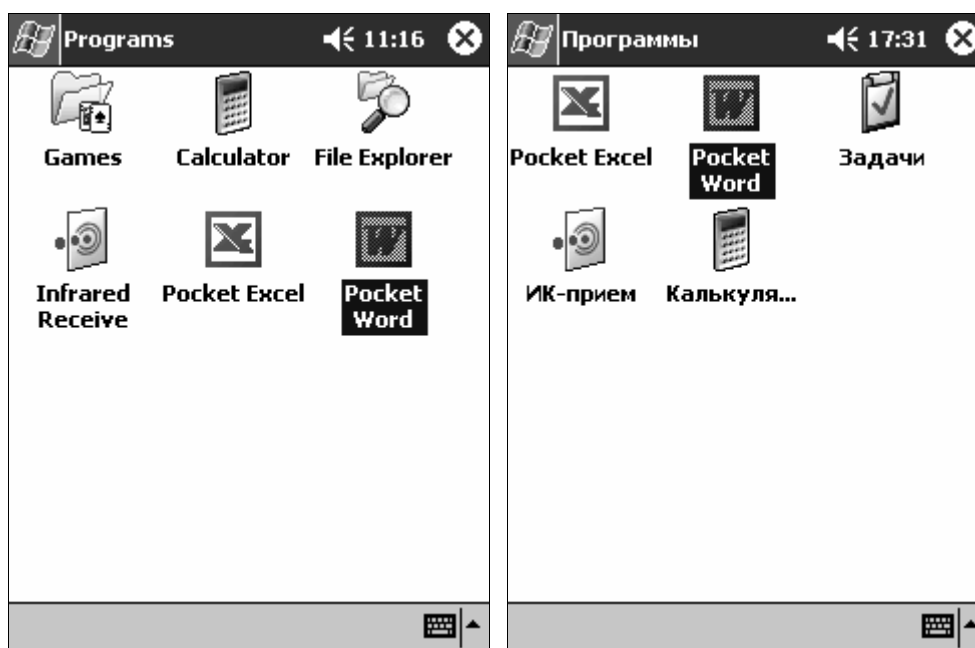 Programs 11:16
Games Calculator File Explorer
Infrared Receive Pocket Excel Pocket Word
Программы 17:31
Pocket Excel Pocket Word Задачи
ИК-прием Калькуля...